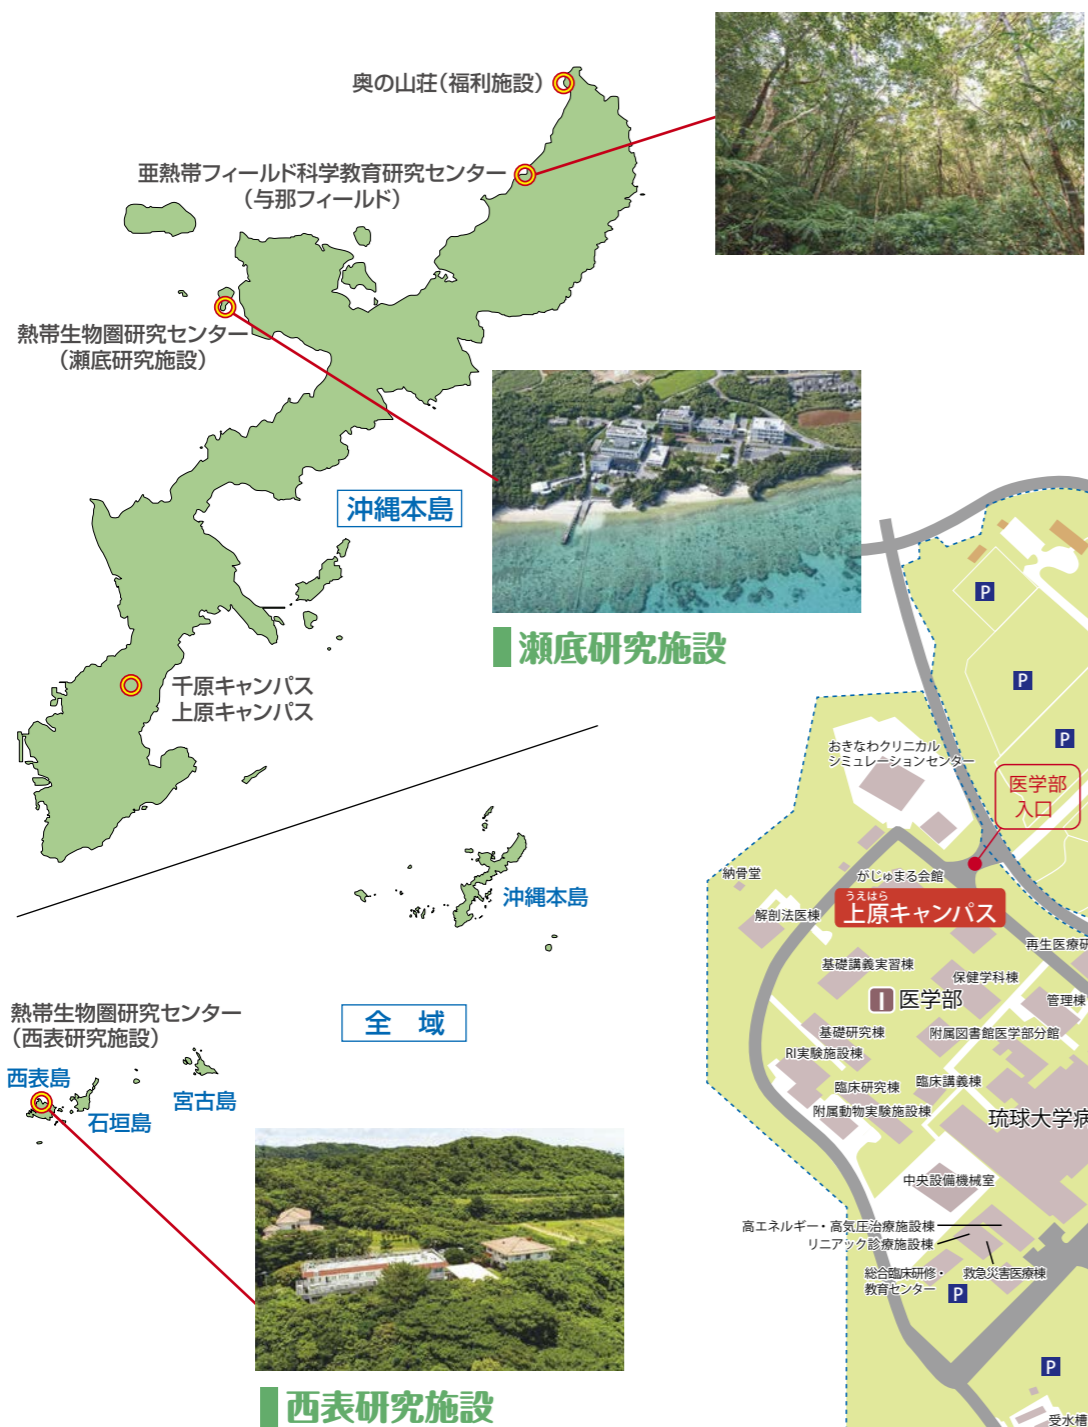 奥の山荘(福利施設)
亜熱帯フィールド科学教育研究センター
(与那フィールド)
熱帯生物圏研究センター
(瀬底研究施設)
沖縄本島
瀬底研究施設
千原キャンパス
上原キャンパス
沖縄本島
全 域
熱帯生物圏研究センター
(西表研究施設)
西表島
石垣島
宮古島
西表研究施設
P
P
P
おきなわクリニカル
シミュレーションセンター
医学部
入口
納骨堂
がじゅまる会館
うえはら
上原キャンパス
解剖法医棟
再生医療研
基礎講義実習棟
保健学科棟
I 医学部
管理棟
基礎研究棟
附属図書館医学部分館
RI実験施設棟
臨床研究棟
臨床講義棟
附属動物実験施設棟
琉球大学病
中央設備機械室
高エネルギー・高気圧治療施設棟
リニアック診療施設棟
総合臨床研修・
教育センター
救急災害医療棟
P
P
受水槽